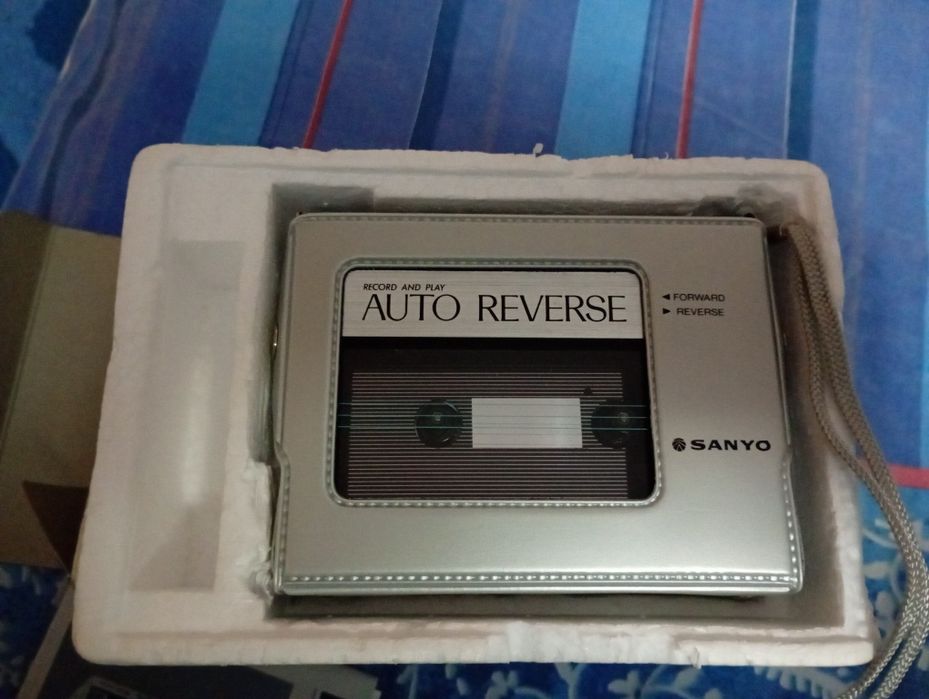 RECORD AND PLAY
AUTO REVERSE
◄ FORWARD
► REVERSE
SANYO